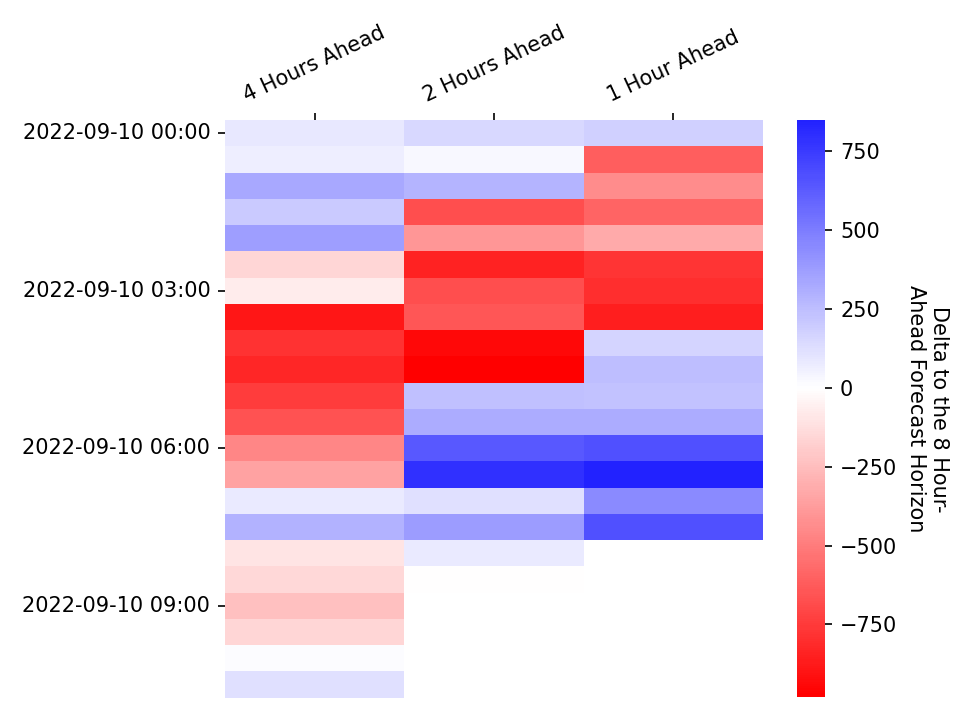 4 Hours Ahead
2 Hours Ahead
1 Hour Ahead
2022-09-10 00:00
2022-09-10 03:00
2022-09-10 06:00
2022-09-10 09:00
750
500
250
0
−250
−500
−750
Delta to the 8 Hour-
Ahead Forecast Horizon